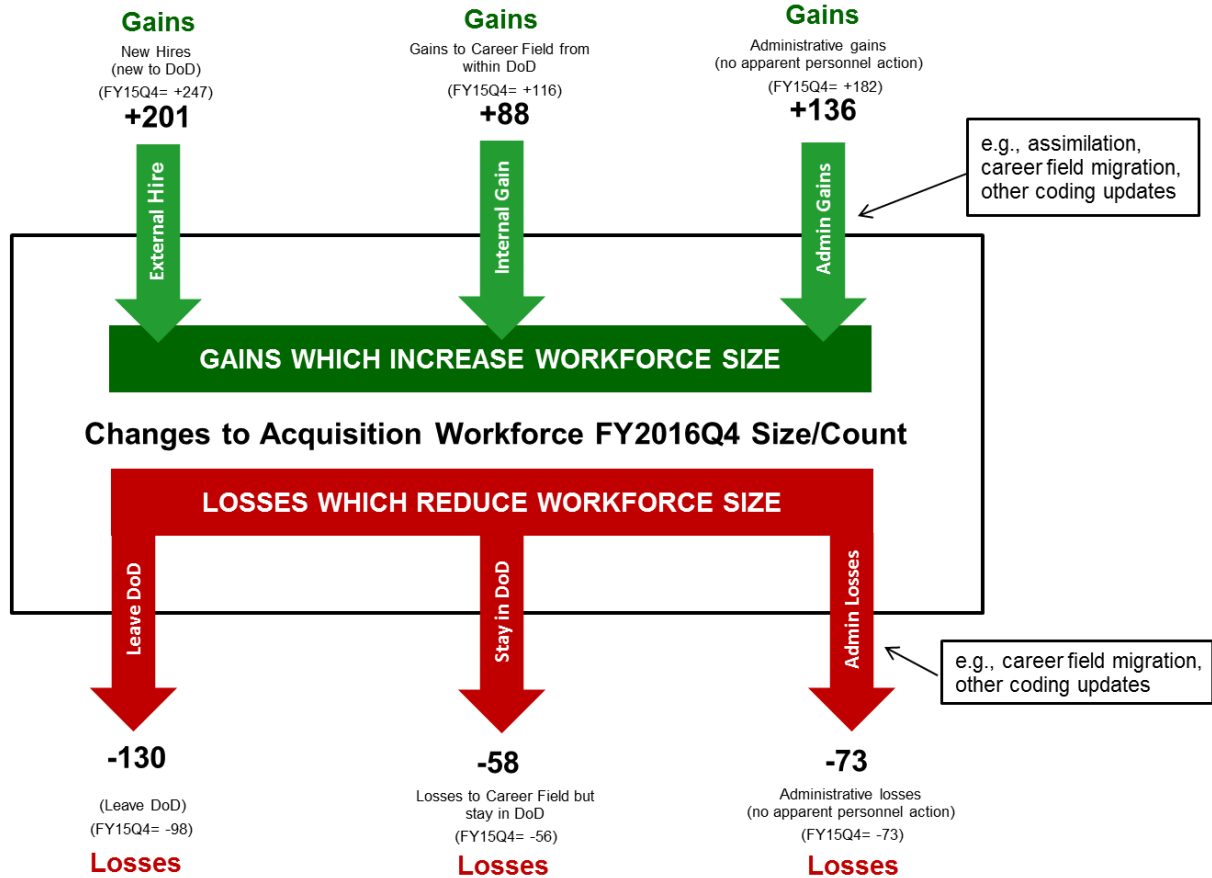 Gains
New Hires
(new to DoD)
(FY15Q4= +247)
+201
Gains
Gains to Career Field from
within DoD
(FY15Q4= +116)
+88
Gains
Administrative gains
(no apparent personnel action)
(FY15Q4= +182)
+136
e.g., assimilation,
career field migration,
other coding updates
External Hire
Internal Gain
Admin Gains
GAINS WHICH INCREASE WORKFORCE SIZE
Changes to Acquisition Workforce FY2016Q4 Size/Count
LOSSES WHICH REDUCE WORKFORCE SIZE
Leave DoD
Stay in DoD
Admin Losses
e.g., career field migration,
other coding updates
-130
(Leave DoD)
(FY15Q4= -98)
Losses
-58
Losses to Career Field but
stay in DoD
(FY15Q4= -56)
Losses
-73
Administrative losses
(no apparent personnel action)
(FY15Q4= -73)
Losses